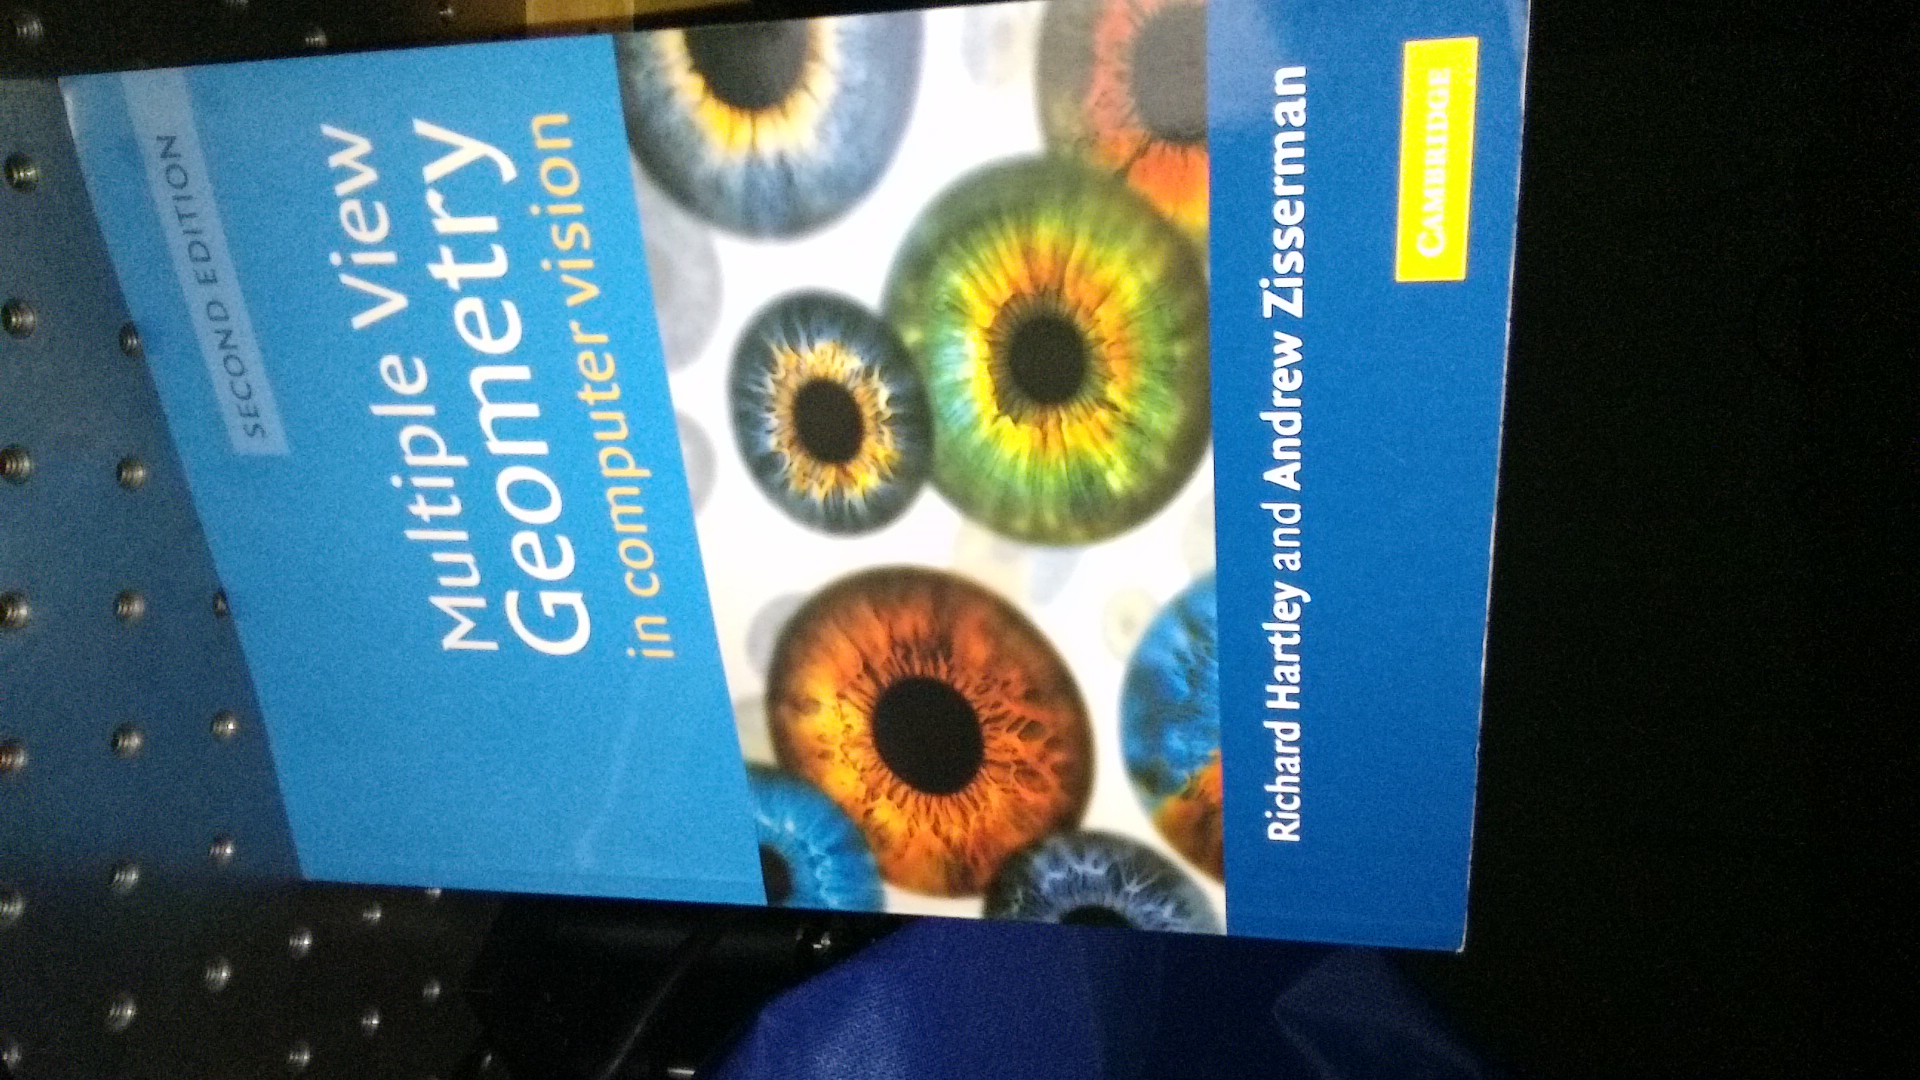 SECOND EDITION
Multiple View
Geometry
in computer vision
Richard Hartley and Andrew Zisserman
CAMBRIDGE